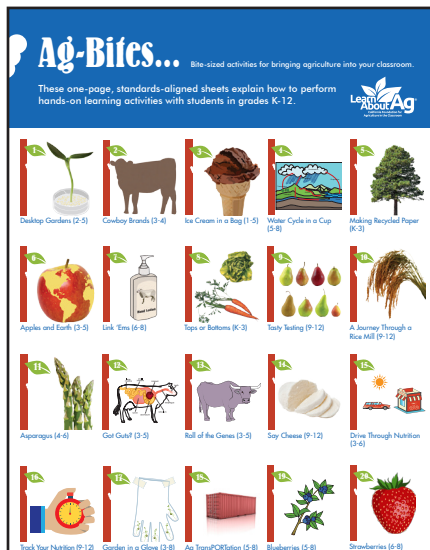 Ag-Bites...
Bite-sized activities for bringing agriculture into your classroom.
These one-page, standards-aligned sheets explain how to perform
hands-on learning activities with students in grades K-12.
Learn
About Ag
California Foundation for
Agriculture in the Classroom
1
2
3
4
5
Desktop Gardens (2-5)
Cowboy Brands (3-4)
Ice Cream in a Bag (1-5)
Water Cycle in a Cup
(5-8)
Making Recycled Paper
(K-3)
6
7
8
9
10
Hand Lotion
Apples and Earth (3-5)
Link 'Ems (6-8)
Tops or Bottoms (K-3)
Tasty Testing (9-12)
A Journey Through a
Rice Mill (9-12)
11
12
13
14
15
Asparagus (4-6)
Got Guts? (3-5)
Roll of the Genes (3-5)
Say Cheese (9-12)
Drive Through Nutrition
(3-6)
16
17
18
19
20
Track Your Nutrition (9-12)
Garden in a Glove (3-8)
Ag TransPORTation (5-8)
Blueberries (5-8)
Strawberries (6-8)